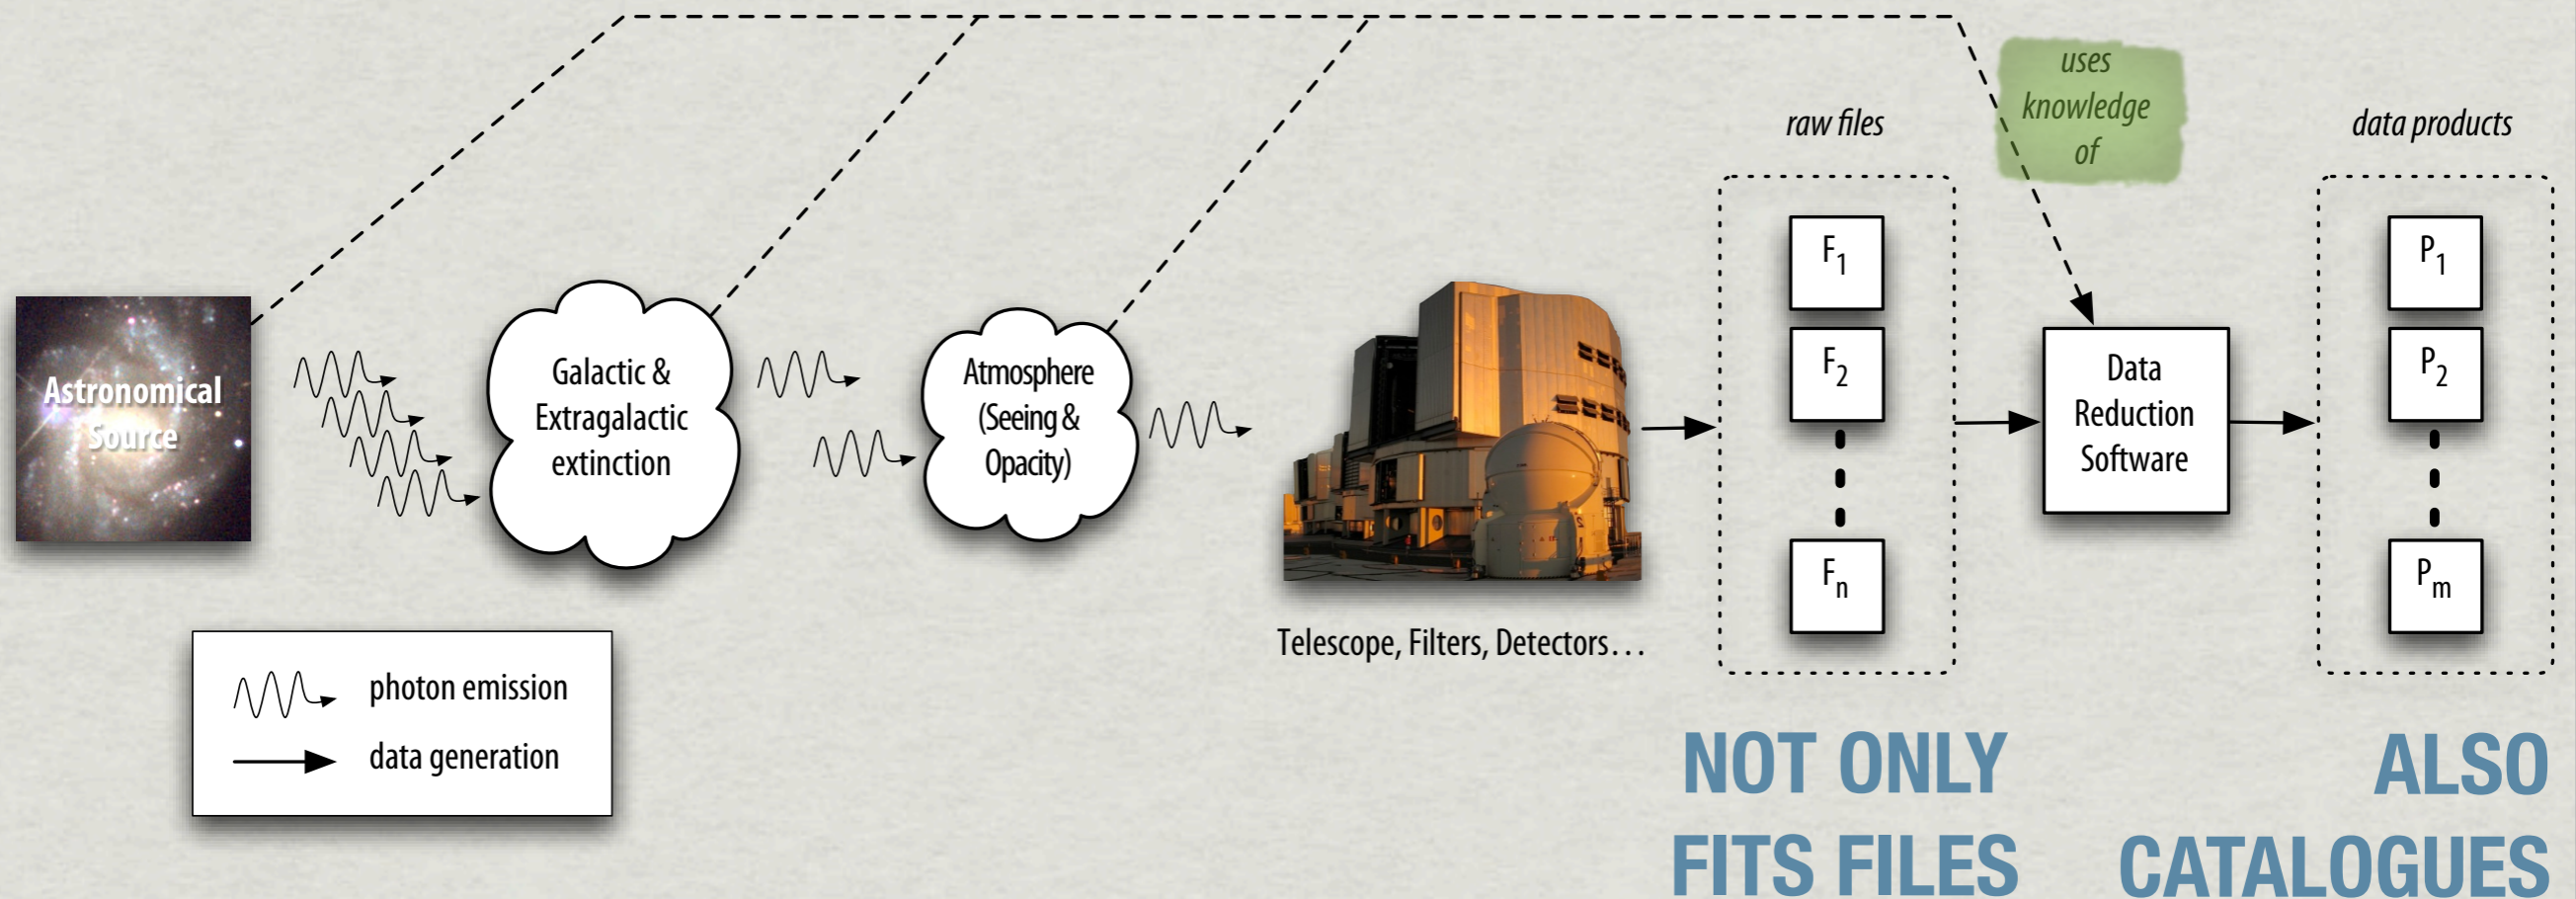 uses
knowledge
of
raw files
data products
Astronomical
Source
Galactic &
Extragalactic
extinction
Atmosphere
(Seeing &
Opacity)
Telescope, Filters, Detectors…
F1
F2
Fn
Data
Reduction
Software
P1
P2
Pm
photon emission
data generation
NOT ONLY
FITS FILES
ALSO
CATALOGUES